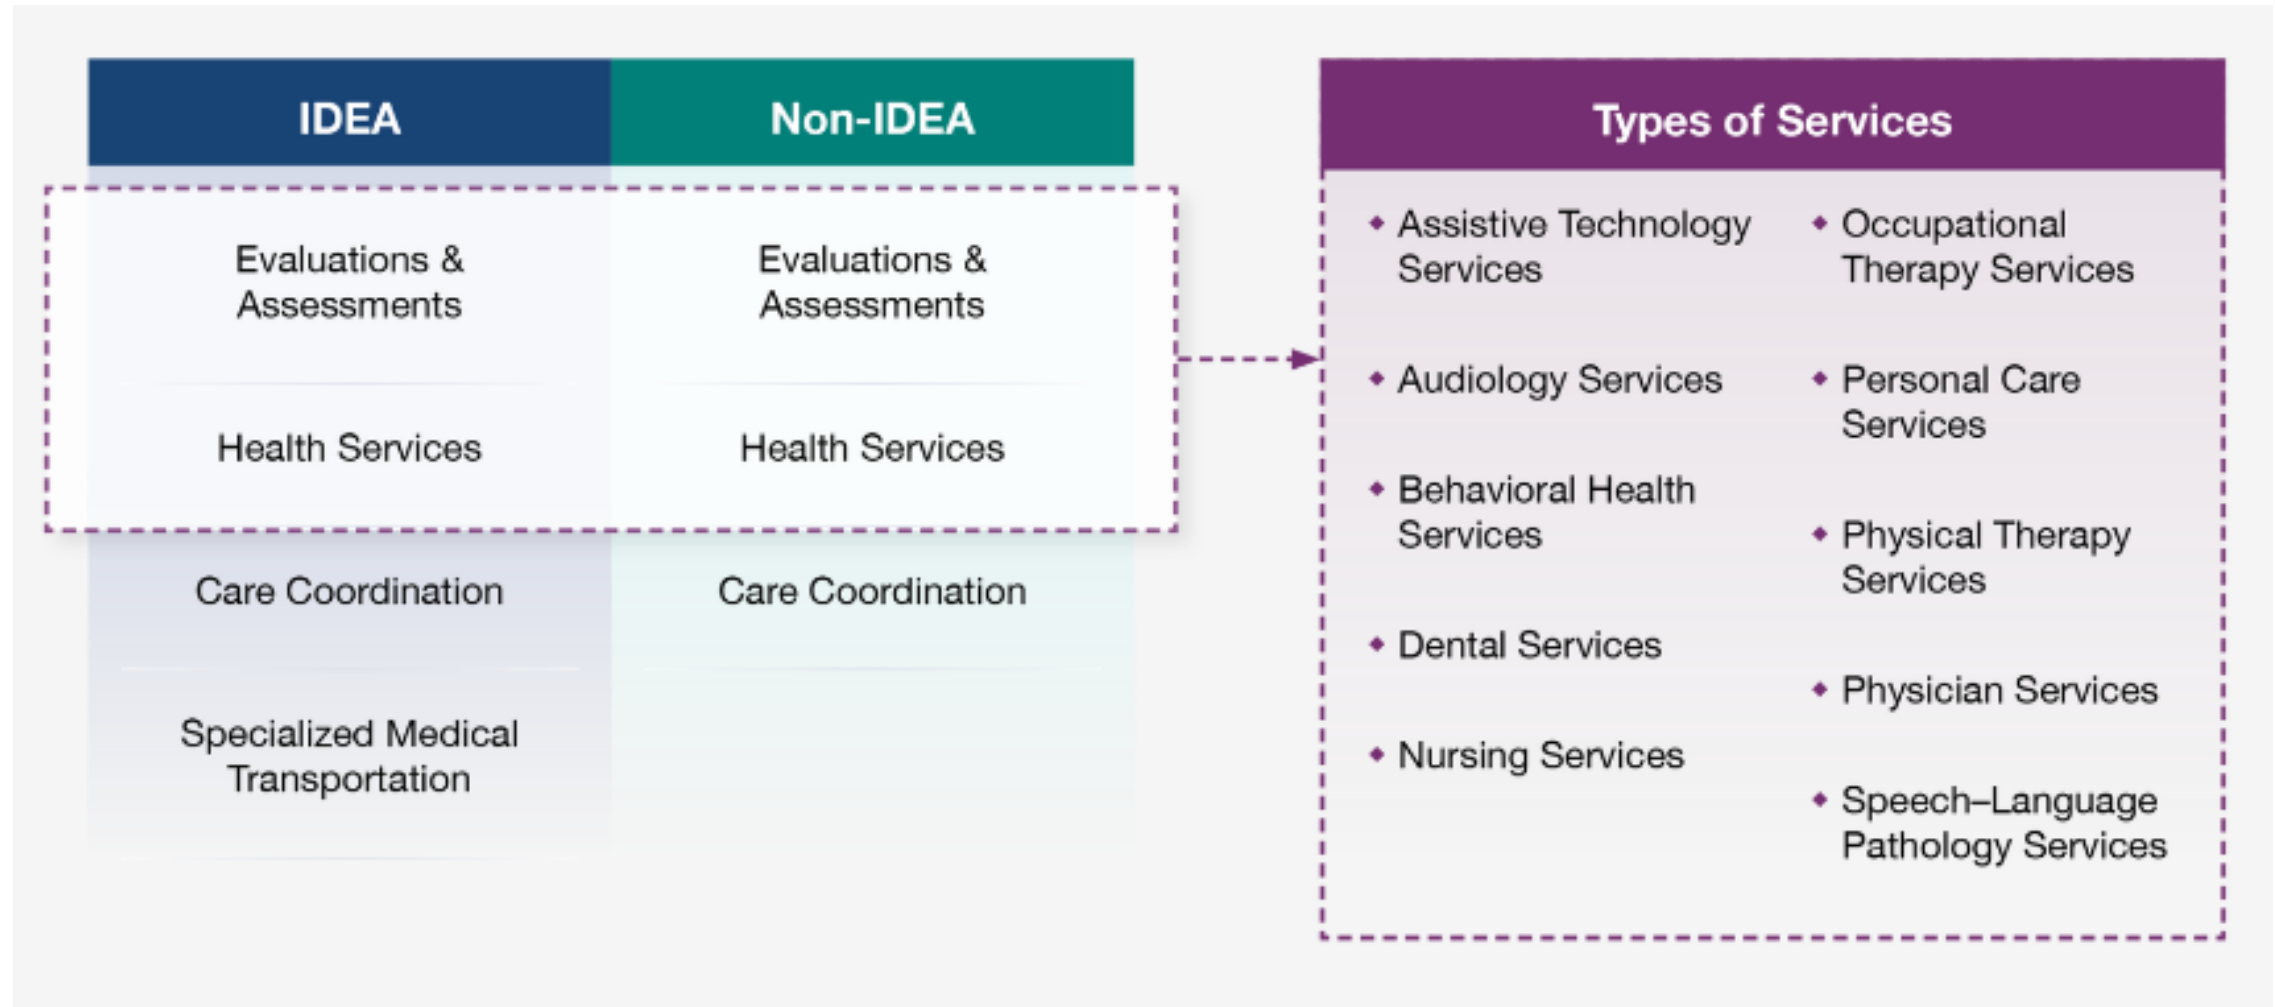 IDEA
Non-IDEA
Evaluations &
Assessments
Evaluations &
Assessments
Health Services
Health Services
Care Coordination
Care Coordination
Specialized Medical
Transportation
Types of Services
Assistive Technology
Services
Audiology Services
Behavioral Health
Services
Dental Services
Nursing Services
Occupational
Therapy Services
Personal Care
Services
Physical Therapy
Services
Physician Services
Speech–Language
Pathology Services